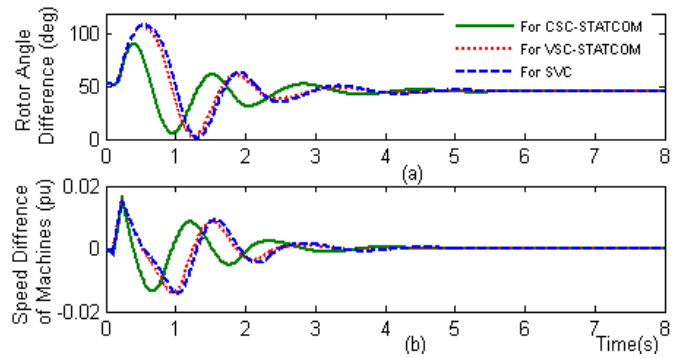 Rotor Angle
Difference (deg)
100
50
0
For CSC-STATCOM
For VSC-STATCOM
For SVC
0 1 2 3 4 5 6 7 8
(a)
Speed Diffrence
of Machines (pu)
0.02
0
-0.02
0 1 2 3 4 5 6 7 8
(b)
Time(s)